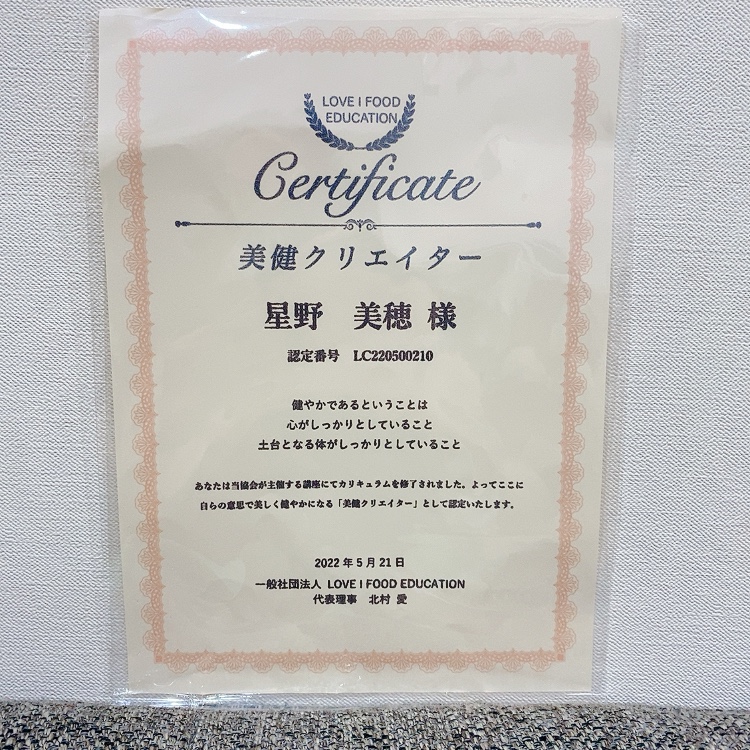 LOVE I FOOD
EDUCATION
Certificate
美健クリエイター
星野　美穂 様
認定番号　LC220500210
健やかであるということは
心がしっかりとしていること
土台となる体がしっかりとしていること
あなたは当協会が主催する講座にてカリキュラムを修了されました。よってここに
自らの意思で美しく健やかになる「美健クリエイター」として認定いたします。
2022 年 5 月 21 日
一般社団法人 LOVE I FOOD EDUCATION
代表理事　北村 愛